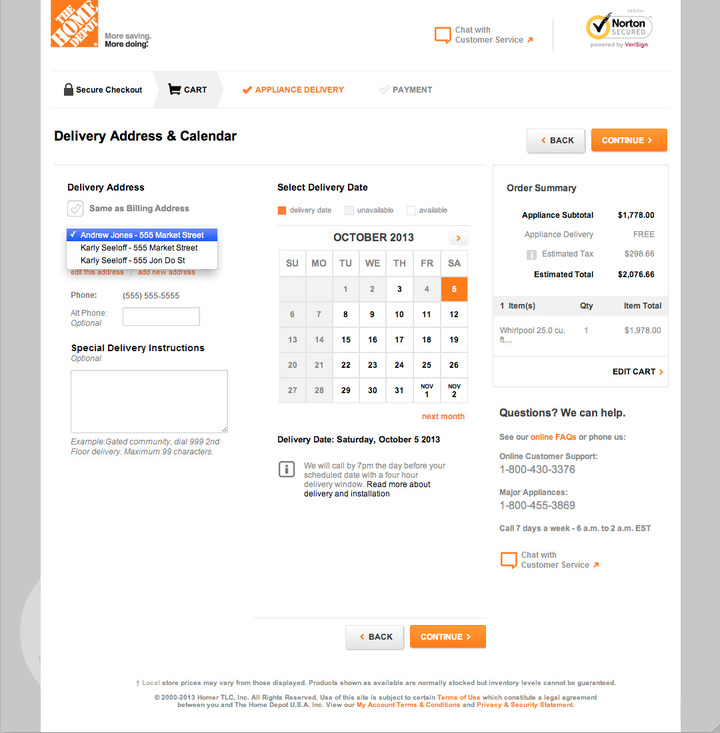 THE
HOME
DEPOT
More saving.
More doing.
Chat with
Customer Service
VERIFY
Norton
SECURED
powered by VeriSign
Secure Checkout
CART
APPLIANCE DELIVERY
PAYMENT
Delivery Address & Calendar
BACK
CONTINUE
Delivery Address
Same as Billing Address
Andrew Jones - 555 Market Street
Karly Seeloff - 555 Market Street
Karly Seeloff - 555 Jon Do St
edit this address | add new address
Phone: (555) 555-5555
Alt Phone:
Optional
Special Delivery Instructions
Optional
Example:Gated community, dial 999 2nd
Floor delivery. Maximum 99 characters.
Select Delivery Date
delivery date unavailable available
OCTOBER 2013
SU MO TU WE TH FR SA
1 2 3 4 5
6 7 8 9 10 11 12
13 14 15 16 17 18 19
20 21 22 23 24 25 26
27 28 29 30 31 NOV 1 NOV 2
next month
Delivery Date: Saturday, October 5 2013
We will call by 7pm the day before your
scheduled date with a four hour
delivery window. Read more about
delivery and installation
Order Summary
Appliance Subtotal $1,778.00
Appliance Delivery FREE
Estimated Tax $298.66
Estimated Total $2,076.66
1 Item(s) Qty Item Total
Whirlpool 25.0 cu. 1 $1,978.00
ft....
EDIT CART
Questions? We can help.
See our online FAQs or phone us:
Online Customer Support:
1-800-430-3376
Major Appliances:
1-800-455-3869
Call 7 days a week - 6 a.m. to 2 a.m. EST
Chat with
Customer Service
BACK
CONTINUE
† Local store prices may vary from those displayed. Products shown as available are normally stocked but inventory levels cannot be guaranteed.
© 2000-2013 Homer TLC, Inc. All Rights Reserved. Use of this site is subject to certain Terms of Use which constitute a legal agreement
between you and The Home Depot U.S.A. Inc. View our My Account Terms & Conditions and Privacy & Security Statement.